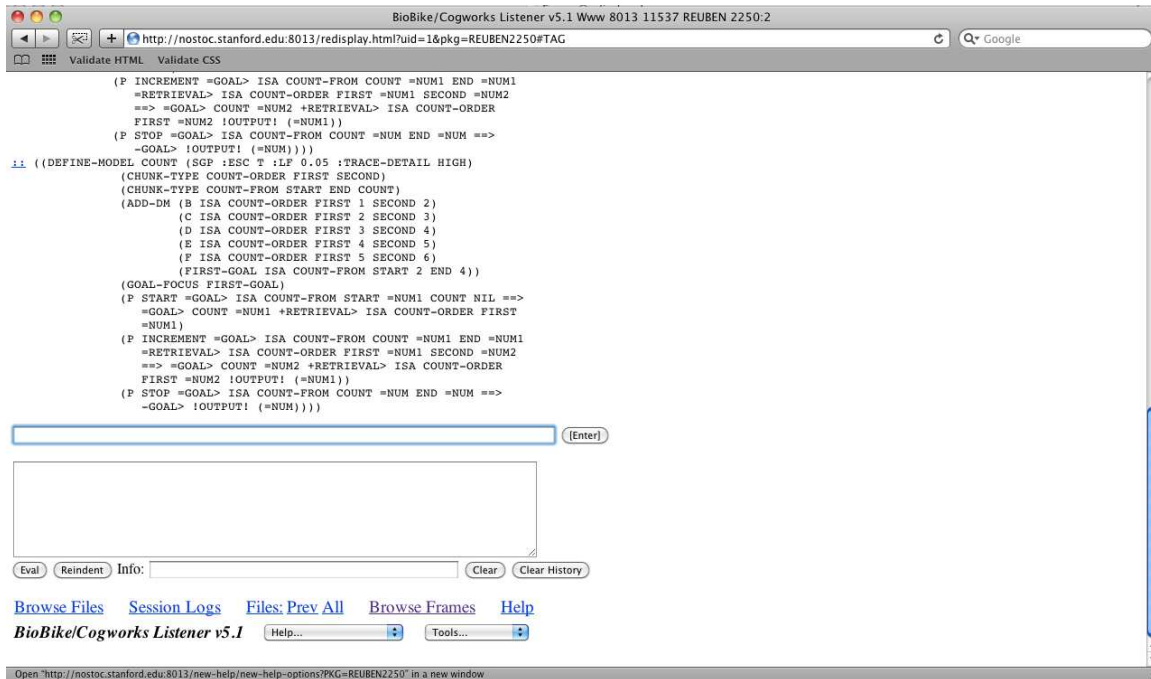 BioBike/Cogworks Listener v5.1 Www 8013 11537 REUBEN 2250:2
http://nostoc.stanford.edu:8013/redisplay.html?uid=1&pkg=REUBEN2250#TAG
Google
Validate HTML Validate CSS
(P INCREMENT =GOAL> ISA COUNT-FROM COUNT =NUM1 END =NUM1
=RETRIEVAL> ISA COUNT-ORDER FIRST =NUM1 SECOND =NUM2
==> =GOAL> COUNT =NUM2 +RETRIEVAL> ISA COUNT-ORDER
FIRST =NUM2 !OUTPUT! (=NUM1))
(P STOP =GOAL> ISA COUNT-FROM COUNT =NUM END =NUM ==>
-GOAL> !OUTPUT! (=NUM))))
:: ((DEFINE-MODEL COUNT (SGP :ESC T :LF 0.05 :TRACE-DETAIL HIGH)
(CHUNK-TYPE COUNT-ORDER FIRST SECOND)
(CHUNK-TYPE COUNT-FROM START END COUNT)
(ADD-DM (B ISA COUNT-ORDER FIRST 1 SECOND 2)
(C ISA COUNT-ORDER FIRST 2 SECOND 3)
(D ISA COUNT-ORDER FIRST 3 SECOND 4)
(E ISA COUNT-ORDER FIRST 4 SECOND 5)
(F ISA COUNT-ORDER FIRST 5 SECOND 6)
(FIRST-GOAL ISA COUNT-FROM START 2 END 4))
(GOAL-FOCUS FIRST-GOAL)
(P START =GOAL> ISA COUNT-FROM START =NUM1 COUNT NIL ==>
=GOAL> COUNT =NUM1 +RETRIEVAL> ISA COUNT-ORDER FIRST
=NUM1)
(P INCREMENT =GOAL> ISA COUNT-FROM COUNT =NUM1 END =NUM1
=RETRIEVAL> ISA COUNT-ORDER FIRST =NUM1 SECOND =NUM2
==> =GOAL> COUNT =NUM2 +RETRIEVAL> ISA COUNT-ORDER
FIRST =NUM2 !OUTPUT! (=NUM1))
(P STOP =GOAL> ISA COUNT-FROM COUNT =NUM END =NUM ==>
-GOAL> !OUTPUT! (=NUM))))
[Enter]
Eval Reindent Info: Clear Clear History
Browse Files Session Logs Files: Prev All Browse Frames Help
BioBike/Cogworks Listener v5.1 Help... Tools...
Open "http://nostoc.stanford.edu:8013/new-help/new-help-options?PKG=REUBEN2250" in a new window